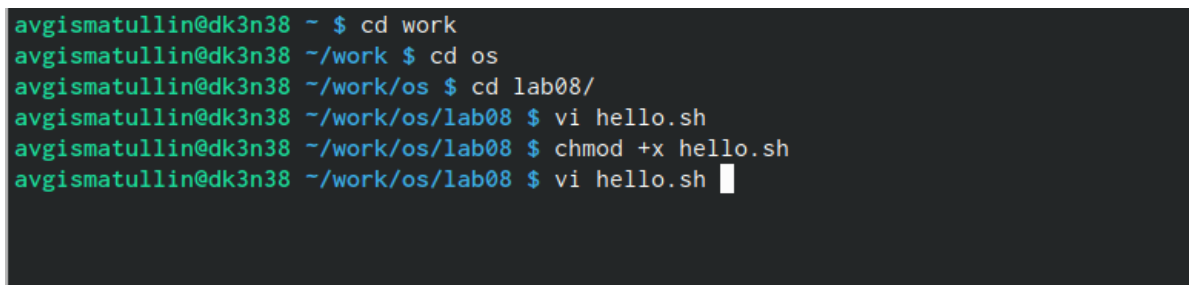 avgismatullin@dk3n38 ~ $ cd work
avgismatullin@dk3n38 ~/work $ cd os
avgismatullin@dk3n38 ~/work/os $ cd lab08/
avgismatullin@dk3n38 ~/work/os/lab08 $ vi hello.sh
avgismatullin@dk3n38 ~/work/os/lab08 $ chmod +x hello.sh
avgismatullin@dk3n38 ~/work/os/lab08 $ vi hello.sh